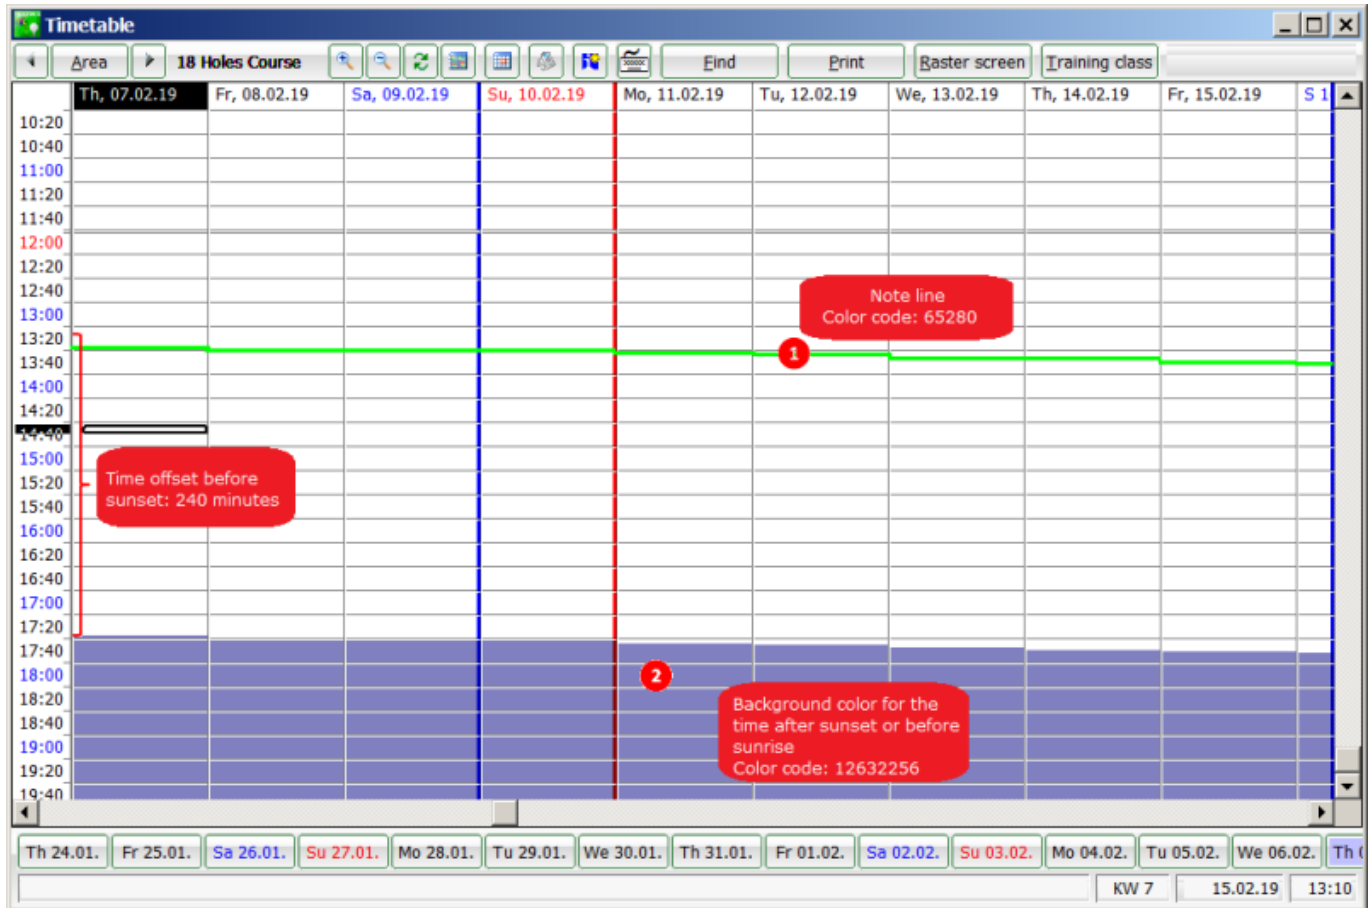 Timetable
Area 18 Holes Course Find Print Raster screen Training class
Th, 07.02.19 Fr, 08.02.19 Sa, 09.02.19 Su, 10.02.19 Mo, 11.02.19 Tu, 12.02.19 We, 13.02.19 Th, 14.02.19 Fr, 15.02.19 S 1
10:20
10:40
11:00
11:20
11:40
12:00
12:20
12:40
13:00
Note line
Color code: 65280
13:20
1
13:40
14:00
14:20
14:40
15:00
15:20
15:40
Time offset before
sunset: 240 minutes
16:00
16:20
16:40
17:00
17:20
17:40
18:00
2
18:20
18:40
19:00
19:20
19:40
Background color for the
time after sunset or before
sunrise
Color code: 12632256
Th 24.01. Fr 25.01. Sa 26.01. Su 27.01. Mo 28.01. Tu 29.01. We 30.01. Th 31.01. Fr 01.02. Sa 02.02. Su 03.02. Mo 04.02. Tu 05.02. We 06.02. Th
KW 7 15.02.19 13:10